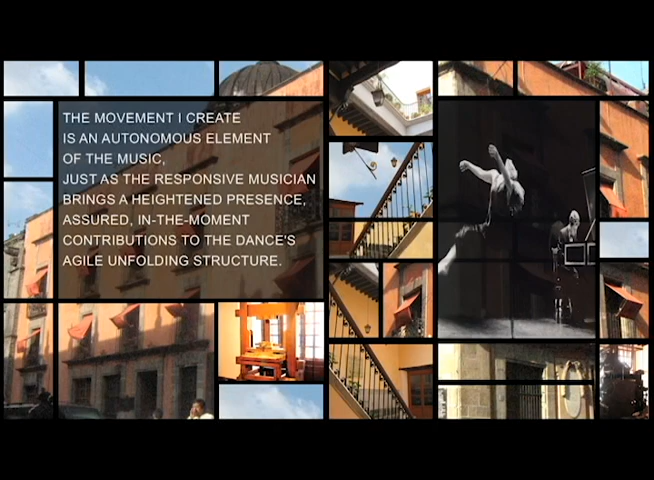 THE MOVEMENT I CREATE
IS AN AUTONOMOUS ELEMENT
OF THE MUSIC,
JUST AS THE RESPONSIVE MUSICIAN
BRINGS A HEIGHTENED PRESENCE,
ASSURED, IN-THE-MOMENT
CONTRIBUTIONS TO THE DANCE'S
AGILE UNFOLDING STRUCTURE.